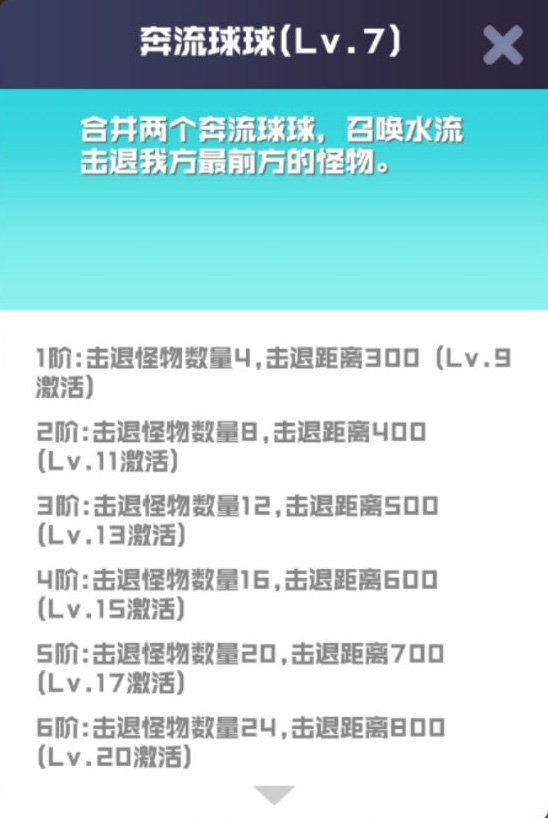 奔流球球(Lv.7)
合并两个奔流球球，召唤水流
击退我方最前方的怪物。
1阶:击退怪物数量4,击退距离300 (Lv.9
激活)
2阶:击退怪物数量8,击退距离400
(Lv.11激活)
3阶:击退怪物数量12,击退距离500
(Lv.13激活)
4阶:击退怪物数量16,击退距离600
(Lv.15激活)
5阶:击退怪物数量20,击退距离700
(Lv.17激活)
6阶:击退怪物数量24,击退距离800
(Lv.20激活)